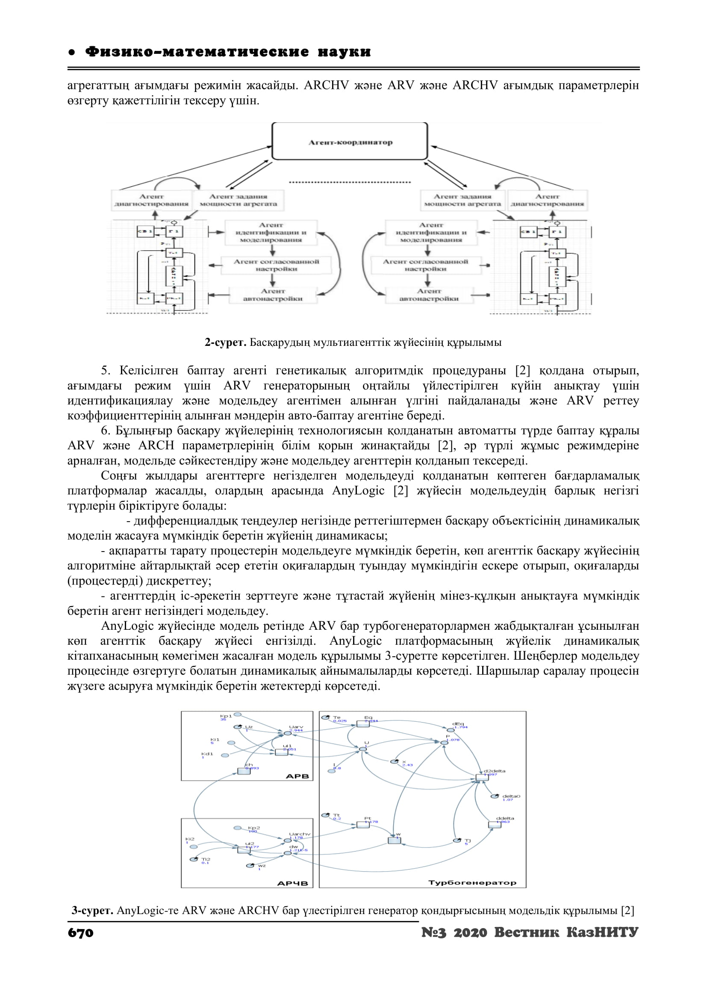 • Физико-математические науки
агрегаттың ағымдағы режимін жасайды. ARCHV және ARV және ARCHV ағымдық параметрлерін
өзгерту қажеттілігін тексеру үшін.
Агент-координатор
Агент
диагностирования
Агент задания
мощности агрегата
Агент задания
мощности агрегата
Агент
диагностирования
СВ 1
Г 1
Агент
идентификации и
моделирования
Агент согласованной
настройки
Агент
автонастройки
Агент
идентификации и
моделирования
Агент согласованной
настройки
Агент
автонастройки
СВ 1
Г 1
2-сурет. Басқарудың мультиагенттік жүйесінің құрылымы
5. Келісілген баптау агенті генетикалық алгоритмдік процедураны [2] қолдана отырып,
ағымдағы режим үшін ARV генераторының оңтайлы үйлестірілген күйін анықтау үшін
идентификациялау және модельдеу агентімен алынған үлгіні пайдаланады және ARV реттеу
коэффициенттерінің алынған мәндерін авто-баптау агентіне береді.
6. Бұлыңғыр басқару жүйелерінің технологиясын қолданатын автоматты түрде баптау құралы
ARV және ARCH параметрлерінің білім қорын жинақтайды [2], әр түрлі жұмыс режимдеріне
арналған, модельде сәйкестендіру және модельдеу агенттерін қолданып тексереді.
Соңғы жылдары агенттерге негізделген модельдеуді қолданатын көптеген бағдарламалық
платформалар жасалды, олардың арасында AnyLogic [2] жүйесін модельдеудің барлық негізгі
түрлерін біріктіруге болады:
- дифференциалдық теңдеулер негізінде реттегіштермен басқару объектісінің динамикалық
моделін жасауға мүмкіндік беретін жүйенің динамикасы;
- ақпаратты тарату процестерін модельдеуге мүмкіндік беретін, көп агенттік басқару жүйесінің
алгоритміне айтарлықтай әсер ететін оқиғалардың туындау мүмкіндігін ескере отырып, оқиғаларды
(процестерді) дискреттеу;
- агенттердің іс-әрекетін зерттеуге және тұтастай жүйенің мінез-құлқын анықтауға мүмкіндік
беретін агент негізіндегі модельдеу.
AnyLogic жүйесінде модель ретінде ARV бар турбогенераторлармен жабдықталған ұсынылған
көп агенттік басқару жүйесі енгізілді. AnyLogic платформасының жүйелік динамикалық
кітапханасының көмегімен жасалған модель құрылымы 3-суретте көрсетілген. Шеңберлер модельдеу
процесінде өзгертуге болатын динамикалық айнымалыларды көрсетеді. Шаршылар саралау процесін
жүзеге асыруға мүмкіндік беретін жетектерді көрсетеді.
Kp1
35
Uz
1
Uarv
2.944
Ki1
5
ui1
2.051
Kd1
1
ch
0.893
АРВ
Te
0.025
Eq
2.944
dEq
-1.794
P
1.078
U
1
x
2.43
I
0.8
d2delta
1.097
delta0
1.07
Tt
0.2
Pt
1.178
ddelta
1.963
w
1
Tj
5
Турбогенератор
Kp2
100
Uarchv
1.178
Ki2
1
ui2
1.177
dw
1.21E-5
Ti2
0.1
wz
1
АРЧВ
3-сурет. AnyLogic-те ARV және ARCHV бар үлестірілген генератор қондырғысының модельдік құрылымы [2]
670
№3 2020 Вестник КазНИТУ